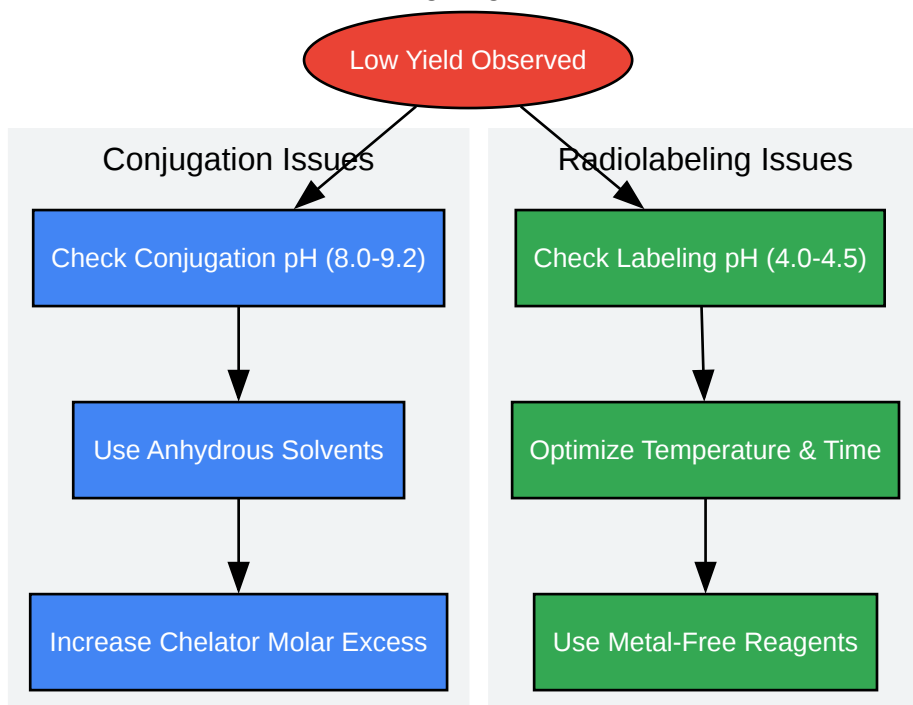 Low Yield Observed
Conjugation Issues
Check Conjugation pH (8.0-9.2)
Use Anhydrous Solvents
Increase Chelator Molar Excess
Radiolabeling Issues
Check Labeling pH (4.0-4.5)
Optimize Temperature & Time
Use Metal-Free Reagents